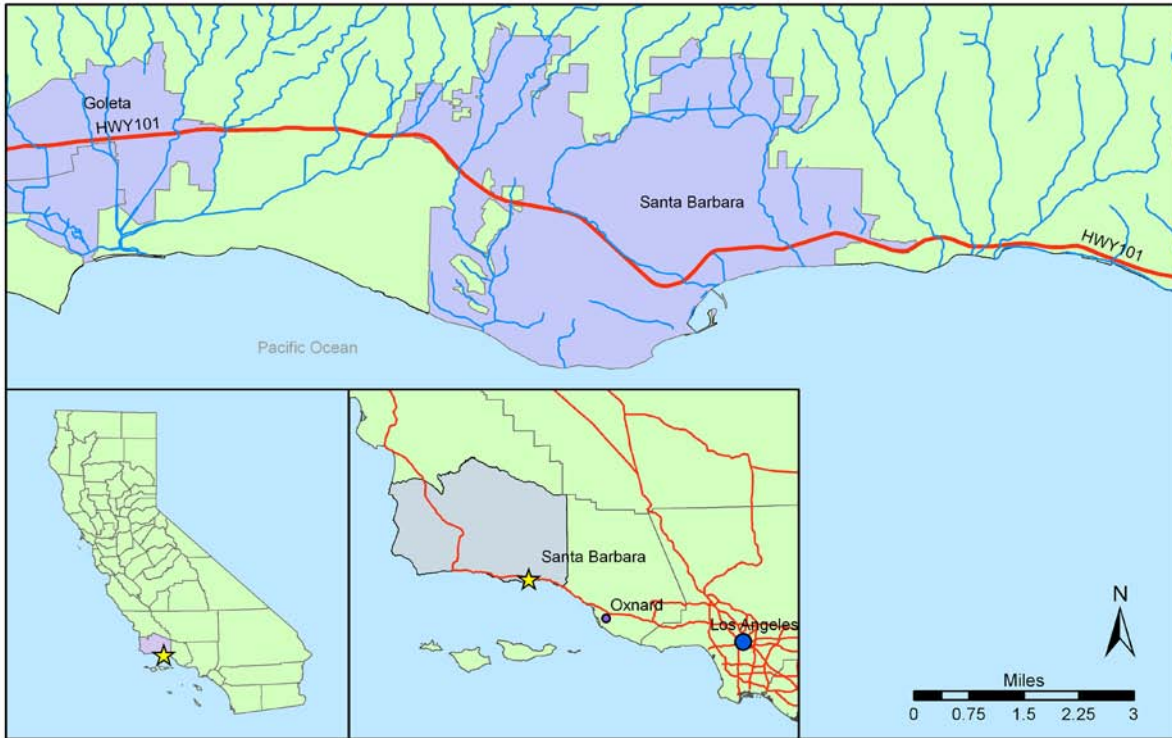 Goleta
HWY101
Santa Barbara
HWY101
Pacific Ocean
Santa Barbara
Oxnard
Los Angeles
N
Miles
0 0.75 1.5 2.25 3